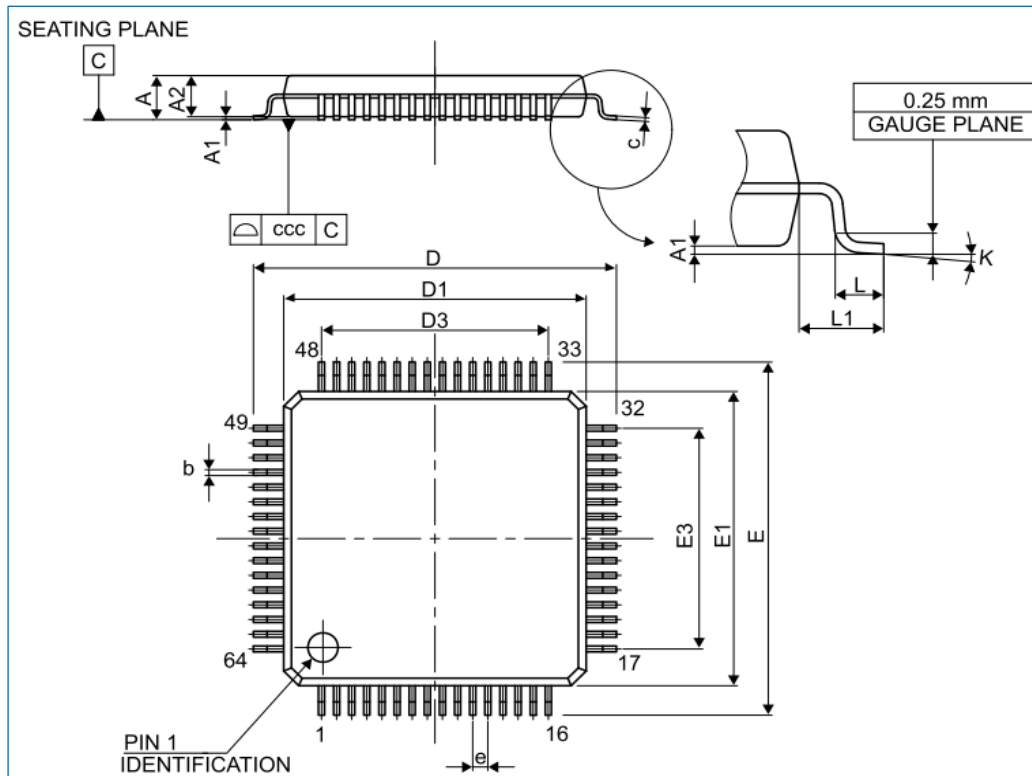 SEATING PLANE
C
A
A2
A1
c
ccc C
0.25 mm
GAUGE PLANE
A1
K
L
L1
D
D1
D3
48
33
49
32
b
E3
E1
E
64
17
1
16
e
PIN 1
IDENTIFICATION